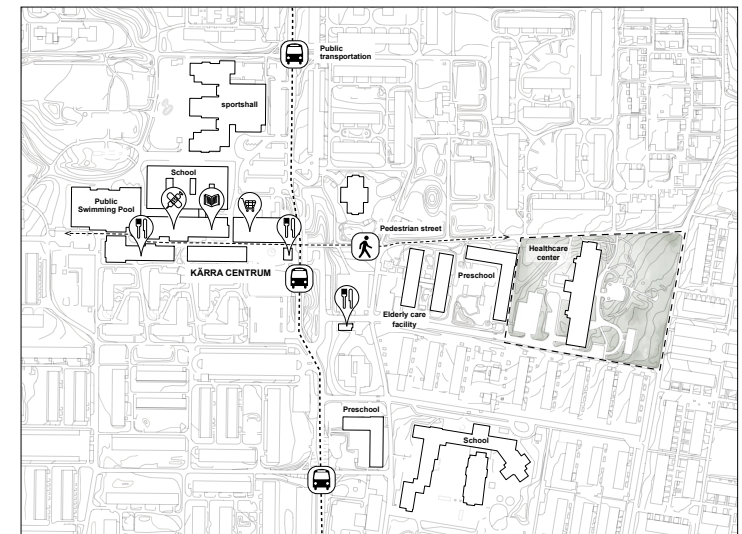 Public
transportation
sportshall
School
Public
Swimming Pool
Pedestrian street
KÄRRA CENTRUM
Healthcare
center
Preschool
Elderly care
facility
Preschool
School